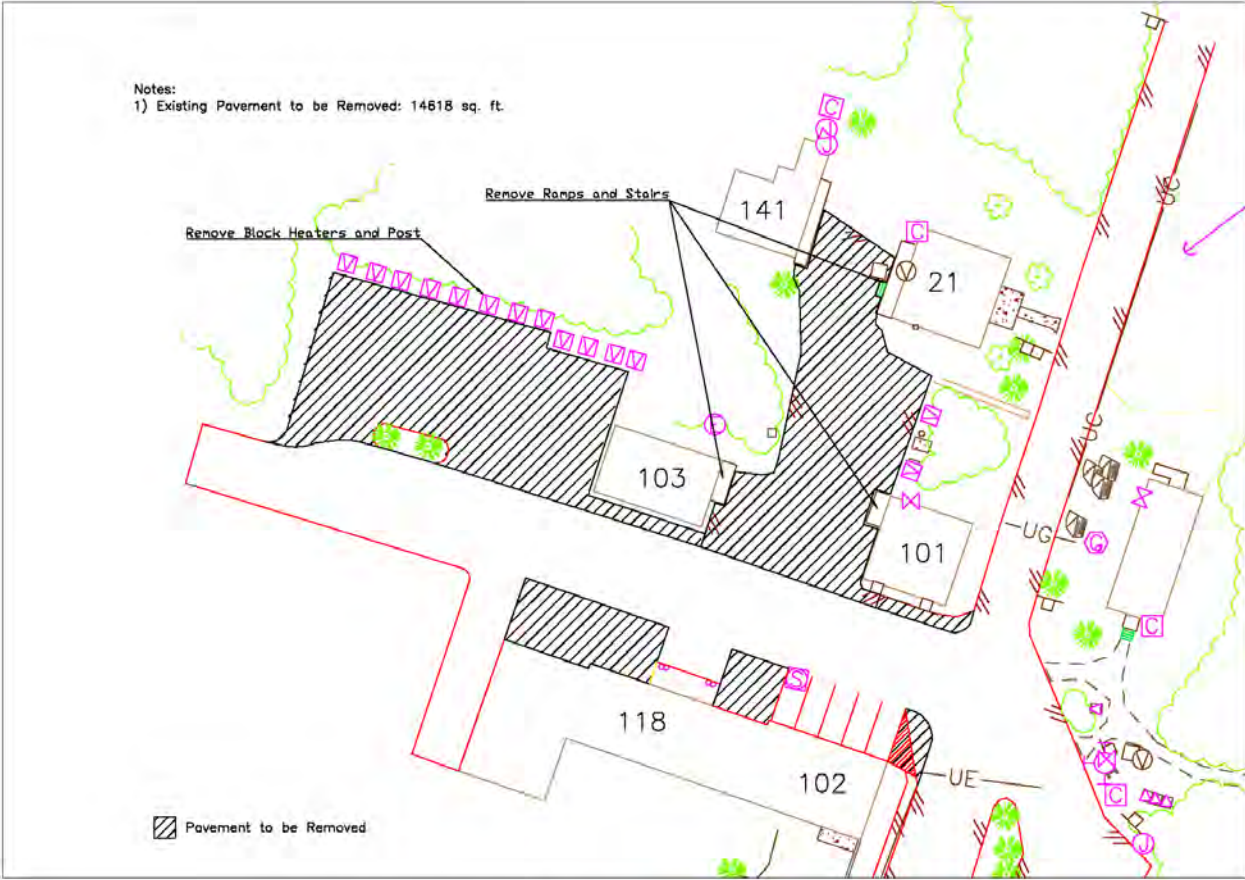 Notes:
1) Existing Pavement to be Removed: 14618 sq. ft.
C
J
J
Remove Ramps and Stairs
141
UC
C
Remove Block Heaters and Post
V
21
V V V V V V V V
V V V V
V
UC
103
V
101
UG
G
C
S
118
102
UE
V
C
Pavement to be Removed
J